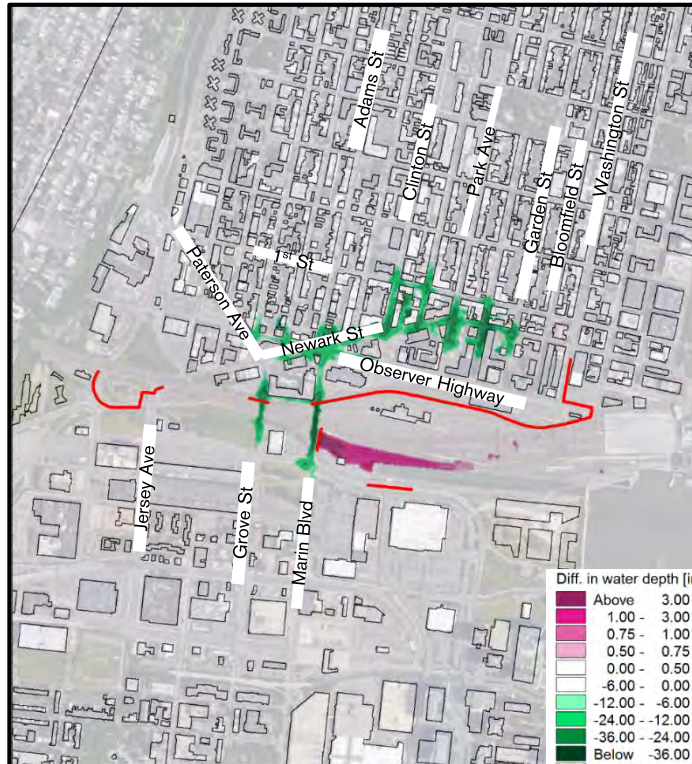 Adams St
Washington St
Clinton St
Park Ave
Garden St
Bloomfield St
Paterson Ave
1st St
Newark St
Observer Highway
Jersey Ave
Grove St
Marin Blvd
Diff. in water depth [in
Above 3.00
1.00 - 3.00
0.75 - 1.00
0.50 - 0.75
0.00 - 0.50
-6.00 - 0.00
-12.00 - -6.00
-24.00 - -12.00
-36.00 - -24.00
Below -36.00